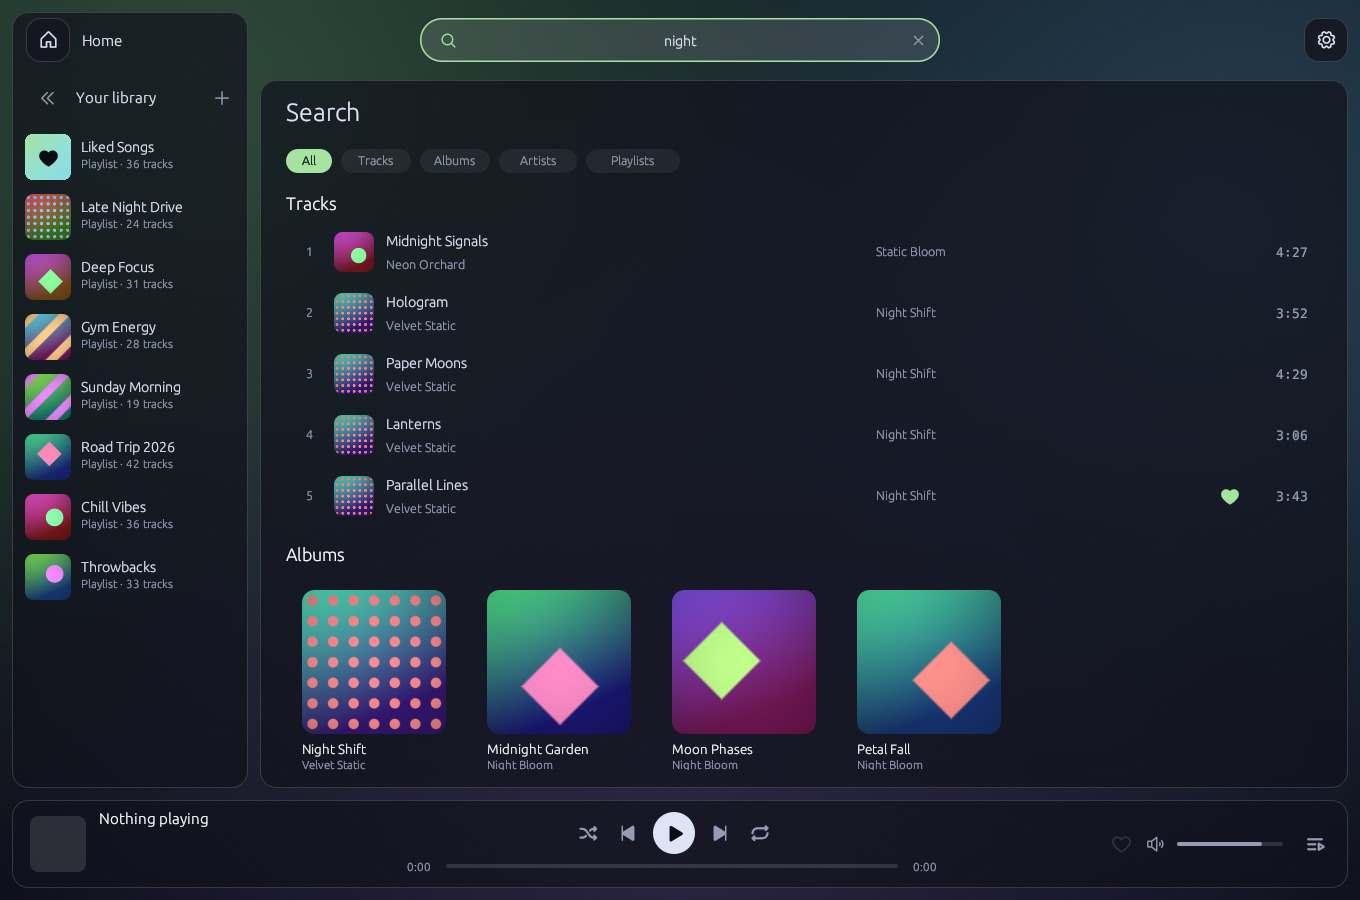 Home
night
Your library
Liked Songs
Playlist · 36 tracks
Late Night Drive
Playlist · 24 tracks
Deep Focus
Playlist · 31 tracks
Gym Energy
Playlist · 28 tracks
Sunday Morning
Playlist · 19 tracks
Road Trip 2026
Playlist · 42 tracks
Chill Vibes
Playlist · 36 tracks
Throwbacks
Playlist · 33 tracks
Search
All Tracks Albums Artists Playlists
Tracks
1 Midnight Signals Static Bloom 4:27
Neon Orchard
2 Hologram Night Shift 3:52
Velvet Static
3 Paper Moons Night Shift 4:29
Velvet Static
4 Lanterns Night Shift 3:06
Velvet Static
5 Parallel Lines Night Shift 3:43
Velvet Static
Albums
Night Shift
Velvet Static
Midnight Garden
Night Bloom
Moon Phases
Night Bloom
Petal Fall
Night Bloom
Nothing playing
0:00 0:00